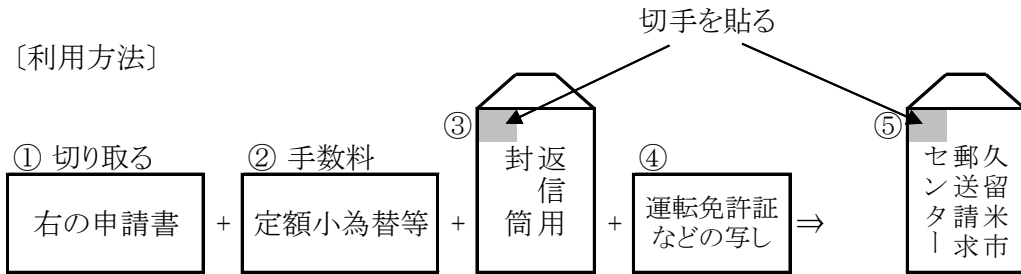 切手を貼る
〔利用方法〕
① 切り取る
右の申請書
+
② 手数料
定額小為替等
+
③
返信用
封筒
+
④
運転免許証
などの写し
⇒
⑤
久留米市
郵送請求
センター